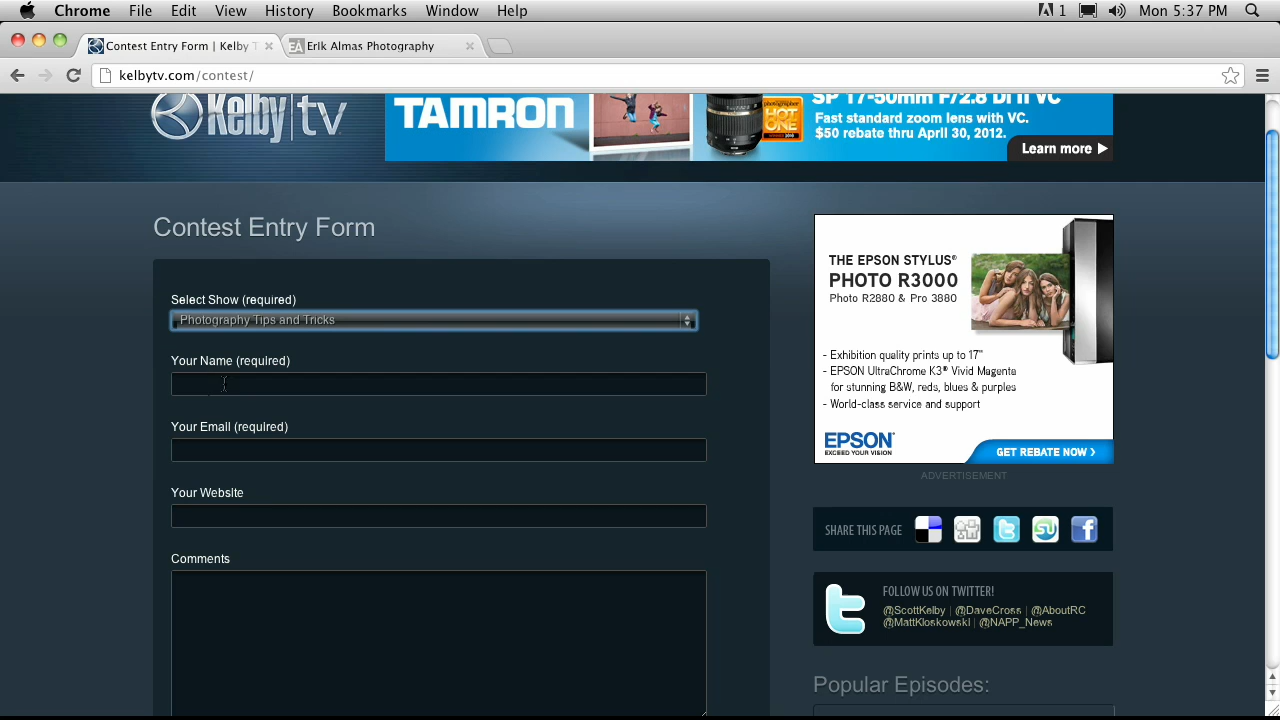 Chrome File Edit View History Bookmarks Window Help 1 Mon 5:37 PM
Contest Entry Form | Kelby T
EA Erik Almas Photography
kelbytv.com/contest/
Kelby tv
TAMRON
SP 17-50mm F/2.8 Di II VC
Fast standard zoom lens with VC.
$50 rebate thru April 30, 2012.
HOT
ONE
Learn more
Contest Entry Form
Select Show (required)
Photography Tips and Tricks
Your Name (required)
Your Email (required)
Your Website
Comments
THE EPSON STYLUS®
PHOTO R3000
Photo R2880 & Pro 3880
- Exhibition quality prints up to 17"
- EPSON UltraChrome K3® Vivid Magenta
for stunning B&W, reds, blues & purples
- World-class service and support
EPSON®
EXCEED YOUR VISION
GET REBATE NOW >
ADVERTISEMENT
SHARE THIS PAGE
FOLLOW US ON TWITTER!
@ScottKelby | @DaveCross | @AboutRC
@MattKloskowski | @NAPP_News
Popular Episodes: